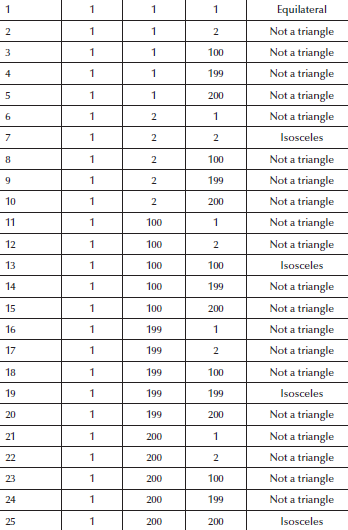 1 1 1 1 Equilateral
2 1 1 2 Not a triangle
3 1 1 100 Not a triangle
4 1 1 199 Not a triangle
5 1 1 200 Not a triangle
6 1 2 1 Not a triangle
7 1 2 2 Isosceles
8 1 2 100 Not a triangle
9 1 2 199 Not a triangle
10 1 2 200 Not a triangle
11 1 100 1 Not a triangle
12 1 100 2 Not a triangle
13 1 100 100 Isosceles
14 1 100 199 Not a triangle
15 1 100 200 Not a triangle
16 1 199 1 Not a triangle
17 1 199 2 Not a triangle
18 1 199 100 Not a triangle
19 1 199 199 Isosceles
20 1 199 200 Not a triangle
21 1 200 1 Not a triangle
22 1 200 2 Not a triangle
23 1 200 100 Not a triangle
24 1 200 199 Not a triangle
25 1 200 200 Isosceles